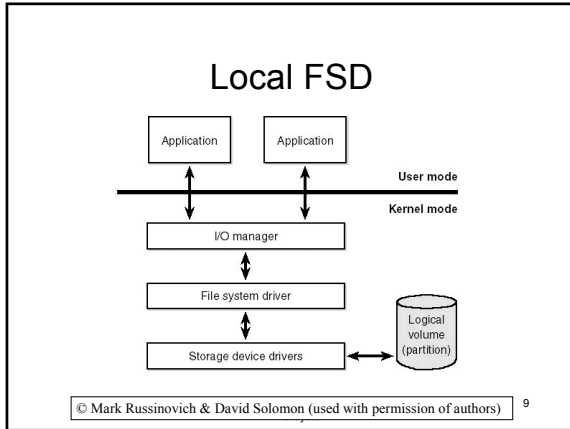 Local FSD
Application
Application
User mode
Kernel mode
I/O manager
File system driver
Storage device drivers
Logical
volume
(partition)
© Mark Russinovich & David Solomon (used with permission of authors)
9